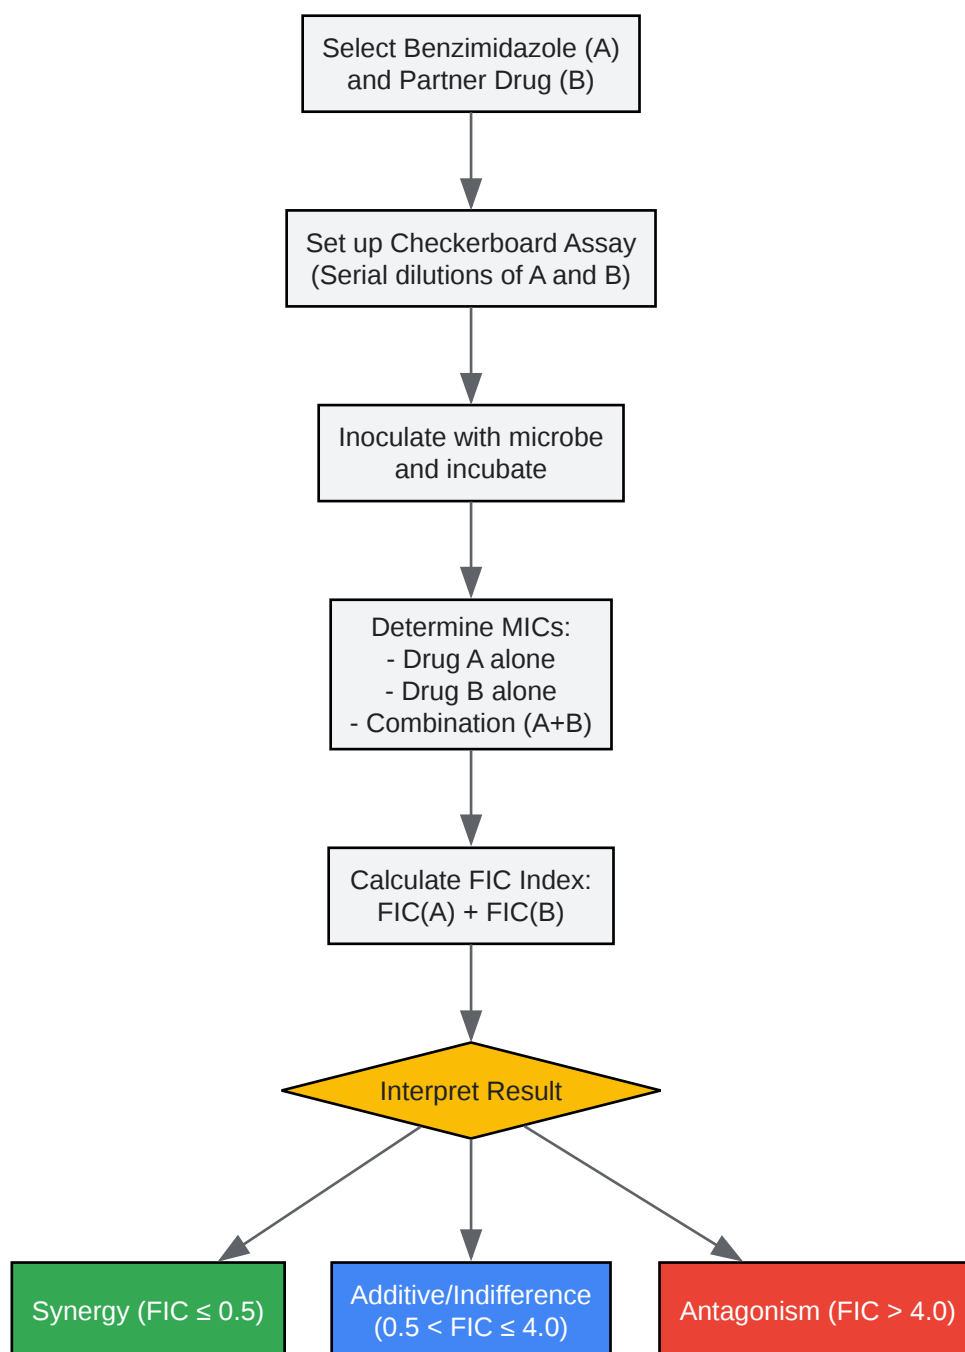 Select Benzimidazole (A)
and Partner Drug (B)
Set up Checkerboard Assay
(Serial dilutions of A and B)
Inoculate with microbe
and incubate
Determine MICs:
- Drug A alone
- Drug B alone
- Combination (A+B)
Calculate FIC Index:
FIC(A) + FIC(B)
Interpret Result
Synergy (FIC ≤ 0.5)
Additive/Indifference
(0.5 < FIC ≤ 4.0)
Antagonism (FIC > 4.0)